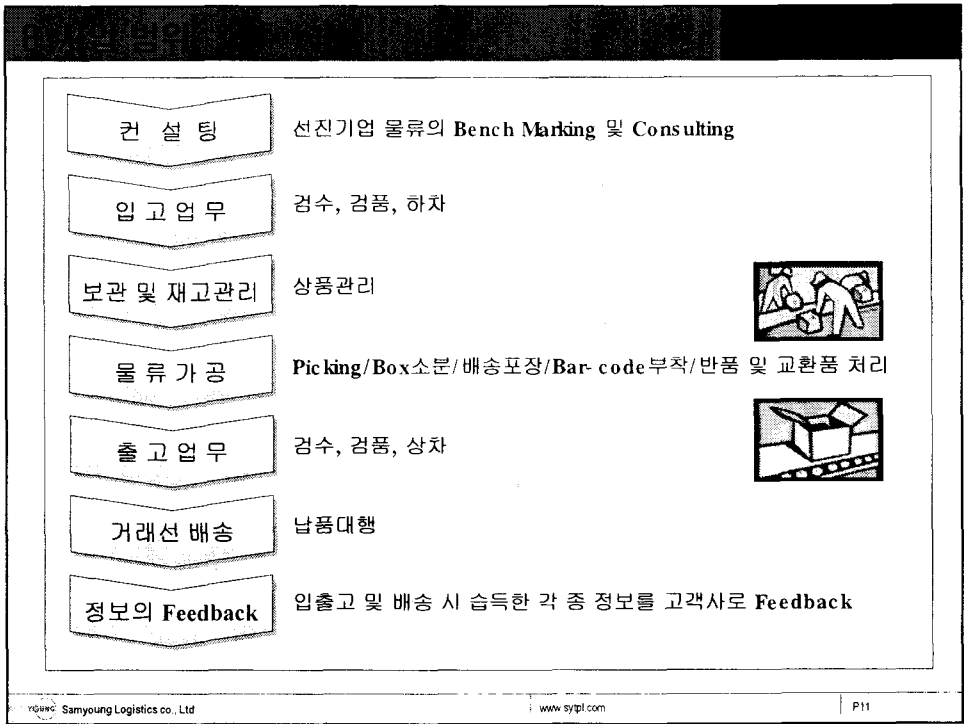 컨 설 팅
선진기업 물류의 Bench Marking 및 Consulting
입 고 업 무
검수, 검품, 하차
보관 및 재고관리
상품관리
물 류 가 공
Picking/Box소분/배송포장/Bar-code부착/반품 및 교환품 처리
출 고 업 무
검수, 검품, 상차
거래선 배송
납품대행
정보의 Feedback
입출고 및 배송 시 습득한 각 종 정보를 고객사로 Feedback
Samyoung Logistics co., Ltd
www.sytpl.com
P11